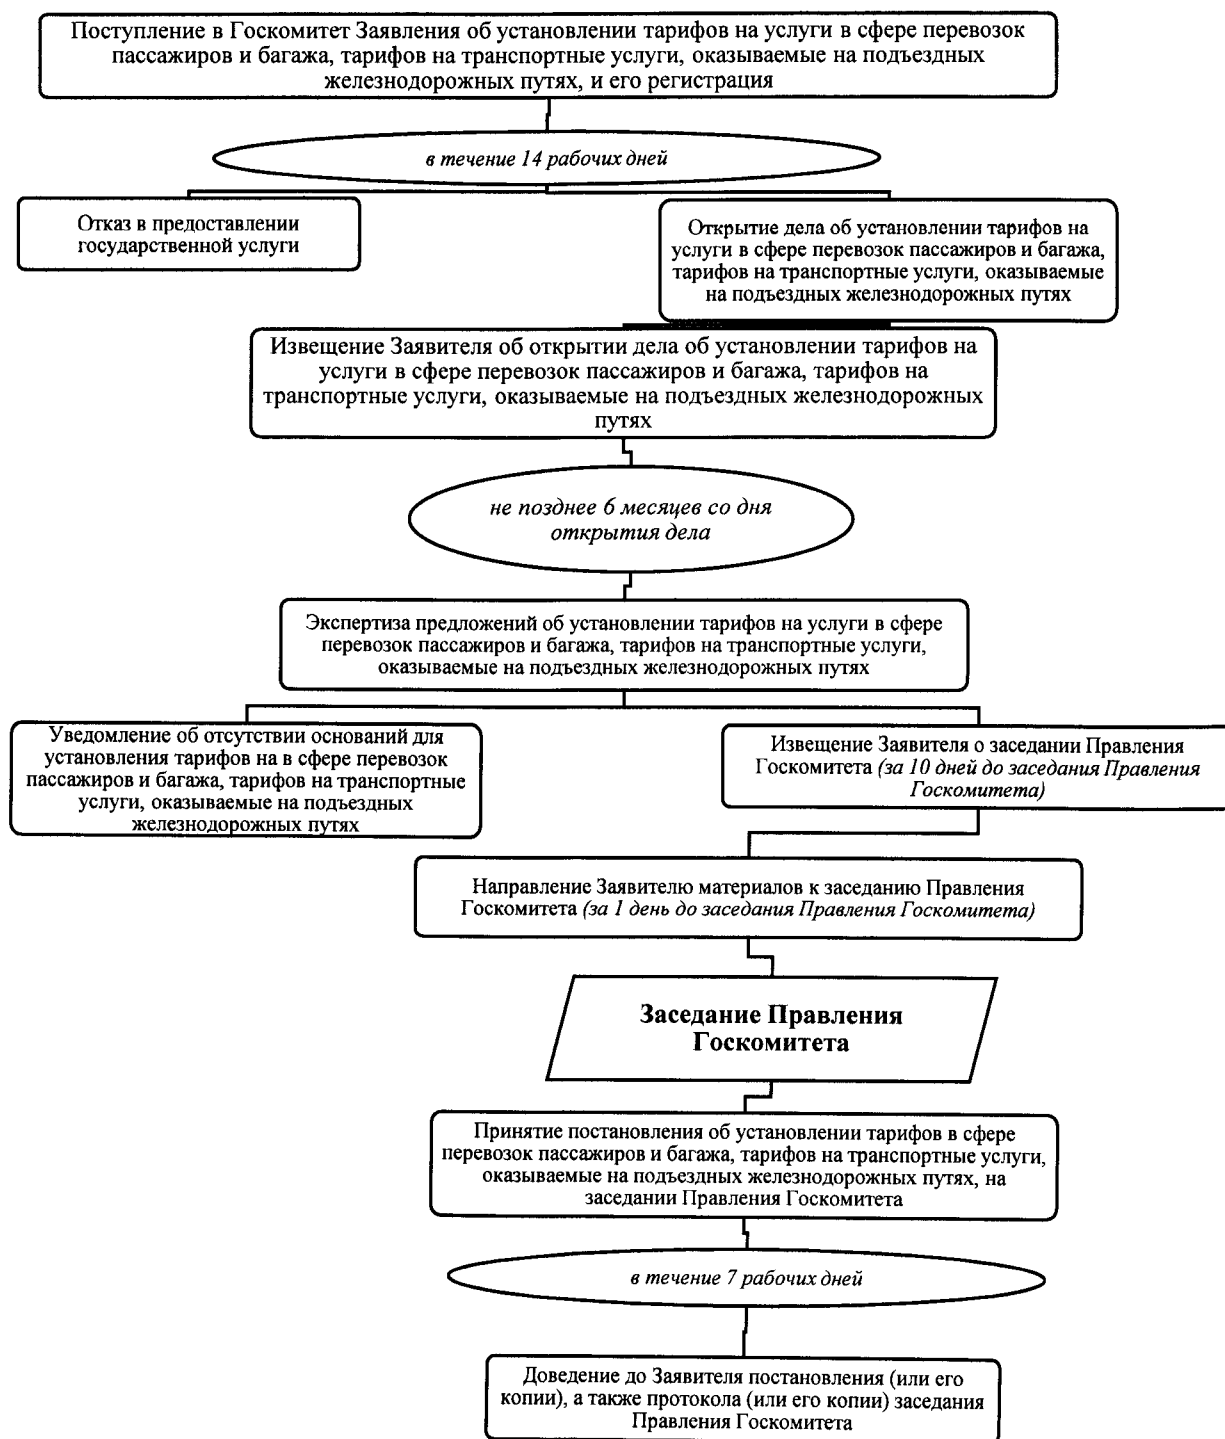 Поступление в Госкомитет Заявления об установлении тарифов на услуги в сфере перевозок
пассажиров и багажа, тарифов на транспортные услуги, оказываемые на подъездных
железнодорожных путях, и его регистрация
в течение 14 рабочих дней
Отказ в предоставлении
государственной услуги
Открытие дела об установлении тарифов на
услуги в сфере перевозок пассажиров и багажа,
тарифов на транспортные услуги, оказываемые
на подъездных железнодорожных путях
Извещение Заявителя об открытии дела об установлении тарифов на
услуги в сфере перевозок пассажиров и багажа, тарифов на
транспортные услуги, оказываемые на подъездных железнодорожных
путях
не позднее 6 месяцев со дня
открытия дела
Экспертиза предложений об установлении тарифов на услуги в сфере
перевозок пассажиров и багажа, тарифов на транспортные услуги,
оказываемые на подъездных железнодорожных путях
Уведомление об отсутствии оснований для
установления тарифов на в сфере перевозок
пассажиров и багажа, тарифов на транспортные
услуги, оказываемые на подъездных
железнодорожных путях
Извещение Заявителя о заседании Правления
Госкомитета (за 10 дней до заседания Правления
Госкомитета)
Направление Заявителю материалов к заседанию Правления
Госкомитета (за 1 день до заседания Правления Госкомитета)
Заседание Правления
Госкомитета
Принятие постановления об установлении тарифов в сфере
перевозок пассажиров и багажа, тарифов на транспортные услуги,
оказываемые на подъездных железнодорожных путях, на
заседании Правления Госкомитета
в течение 7 рабочих дней
Доведение до Заявителя постановления (или его
копии), а также протокола (или его копии) заседания
Правления Госкомитета